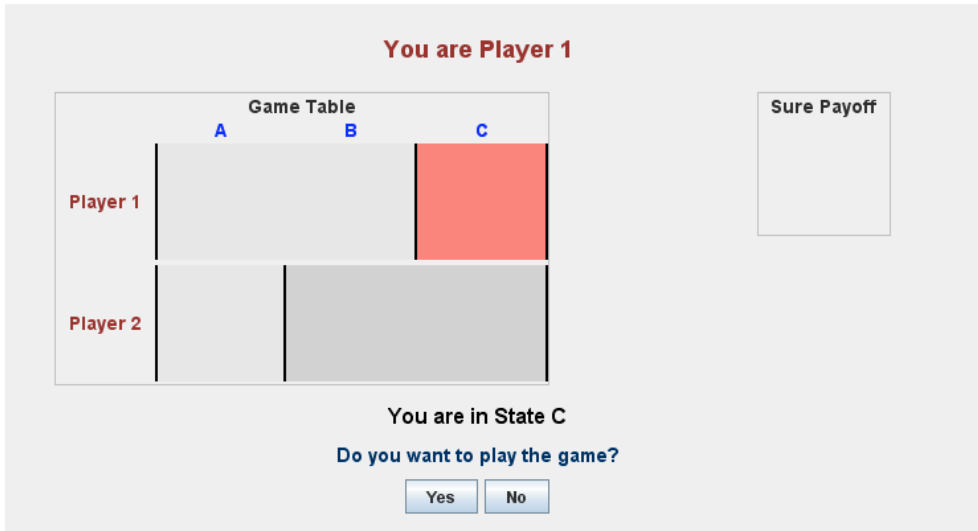 You are Player 1
Game Table
Sure Payoff
A B C
Player 1
Player 2
You are in State C
Do you want to play the game?
Yes No